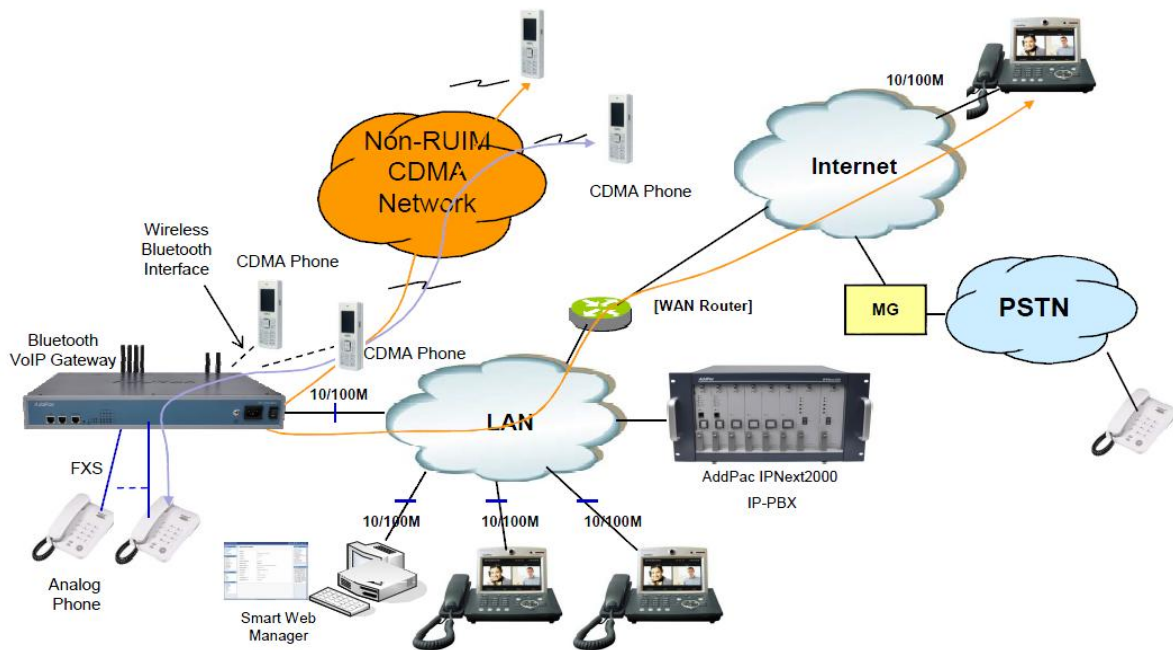 10/100M
Non-RUIM
CDMA
Network
CDMA Phone
Internet
Wireless
Bluetooth
Interface
CDMA Phone
[WAN Router]
MG
PSTN
Bluetooth
VoIP Gateway
CDMA Phone
10/100M
LAN
AddPac
FXS
AddPac IPNext2000
IP-PBX
10/100M
10/100M
10/100M
Analog
Phone
Smart Web
Manager